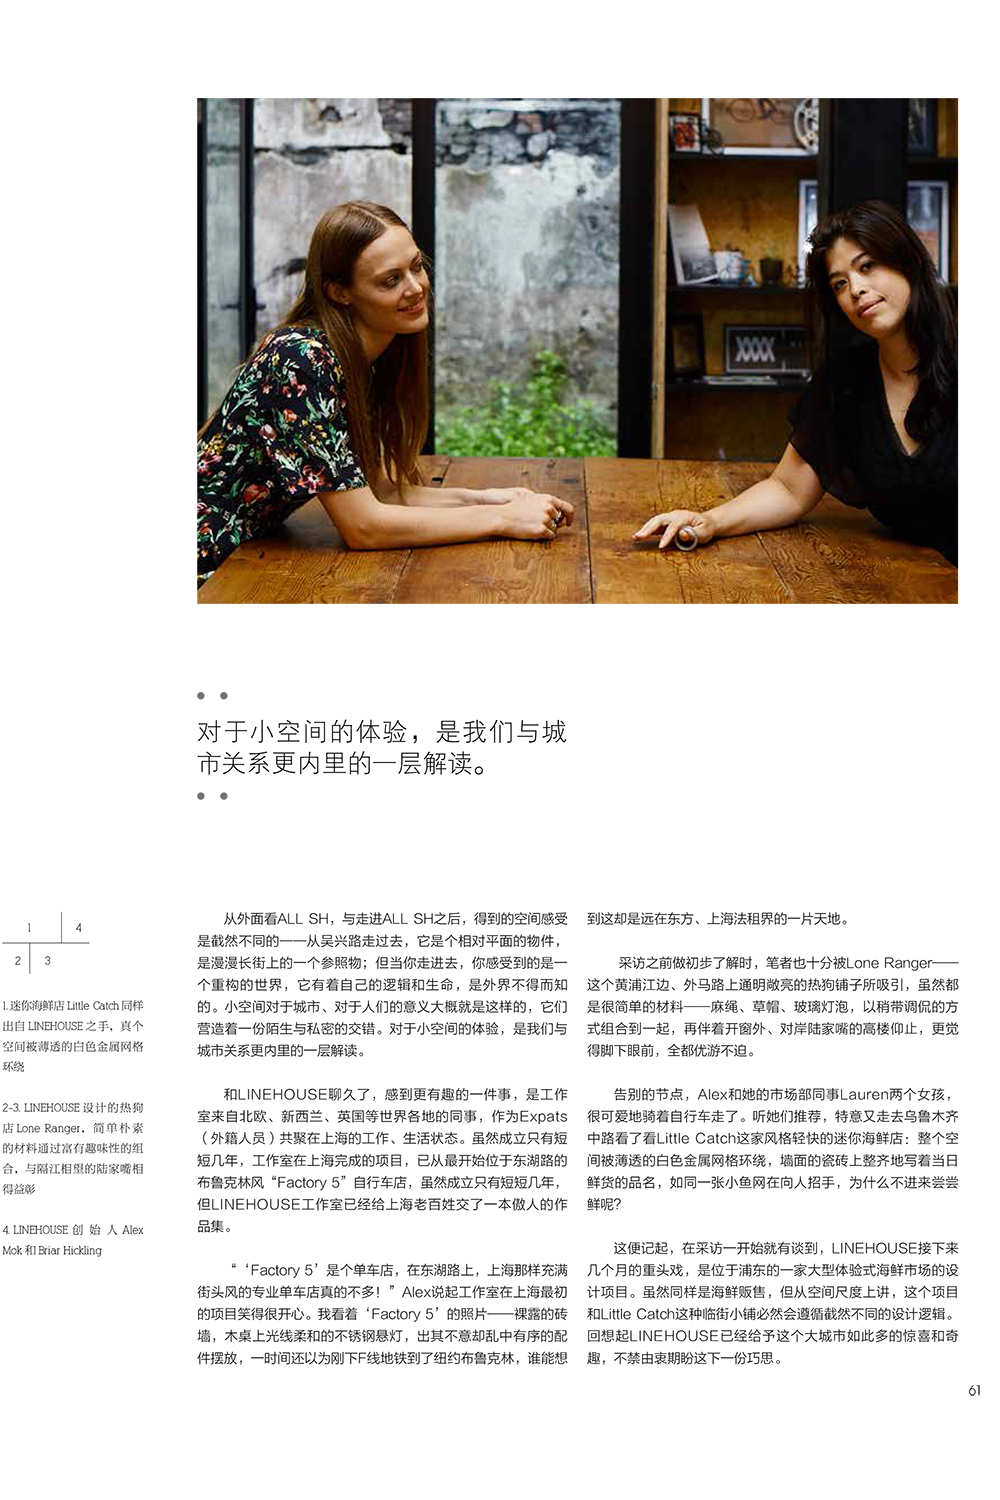 对于小空间的体验，是我们与城
市关系更内里的一层解读。
1
4
2
3
1.迷你海鲜店 Little Catch 同样
出自 LINEHOUSE 之手，真个
空间被薄透的白色金属网格
环绕
2-3. LINEHOUSE 设计的热狗
店 Lone Ranger，简单朴素
的材料通过富有趣味性的组
合，与隔江相望的陆家嘴相
得益彰
4. LINEHOUSE 创 始 人 Alex
Mok 和 Briar Hickling
从外面看ALL SH，与走进ALL SH之后，得到的空间感受
是截然不同的——从吴兴路走过去，它是个相对平面的物件，
是漫漫长街上的一个参照物；但当你走进去，你感受到的是一
个重构的世界，它有着自己的逻辑和生命，是外界不得而知
的。小空间对于城市、对于人们的意义大概就是这样的，它们
营造着一份陌生与私密的交错。对于小空间的体验，是我们与
城市关系更内里的一层解读。
和LINEHOUSE聊久了，感到更有趣的一件事，是工作
室来自北欧、新西兰、英国等世界各地的同事，作为Expats
（外籍人员）共聚在上海的工作、生活状态。虽然成立只有短
短几年，工作室在上海完成的项目，已从最开始位于东湖路的
布鲁克林风“Factory 5”自行车店，虽然成立只有短短几年，
但LINEHOUSE工作室已经给上海老百姓交了一本傲人的作
品集。
“‘Factory 5’是个单车店，在东湖路上，上海那样充满
街头风的专业单车店真的不多！”Alex说起工作室在上海最初
的项目笑得很开心。我看着‘Factory 5’的照片——裸露的砖
墙，木桌上光线柔和的不锈钢悬灯，出其不意却乱中有序的配
件摆放，一时间还以为刚下F线地铁到了纽约布鲁克林，谁能想
到这却是远在东方、上海法租界的一片天地。
采访之前做初步了解时，笔者也十分被Lone Ranger——
这个黄浦江边、外马路上通明敞亮的热狗铺子所吸引，虽然都
是很简单的材料——麻绳、草帽、玻璃灯泡，以稍带调侃的方
式组合到一起，再伴着开窗外、对岸陆家嘴的高楼仰止，更觉
得脚下眼前，全都优游不迫。
告别的节点，Alex和她的市场部同事Lauren两个女孩，
很可爱地骑着自行车走了。听她们推荐，特意又走去乌鲁木齐
中路看了看Little Catch这家风格轻快的迷你海鲜店：整个空
间被薄透的白色金属网格环绕，墙面的瓷砖上整齐地写着当日
鲜货的品名，如同一张小鱼网在向人招手，为什么不进来尝尝
鲜呢？
这便记起，在采访一开始就有谈到，LINEHOUSE接下来
几个月的重头戏，是位于浦东的一家大型体验式海鲜市场的设
计项目。虽然同样是海鲜贩售，但从空间尺度上讲，这个项目
和Little Catch这种临街小铺必然会遵循截然不同的设计逻辑。
回想起LINEHOUSE已经给予这个大城市如此多的惊喜和奇
趣，不禁由衷期盼这下一份巧思。
61